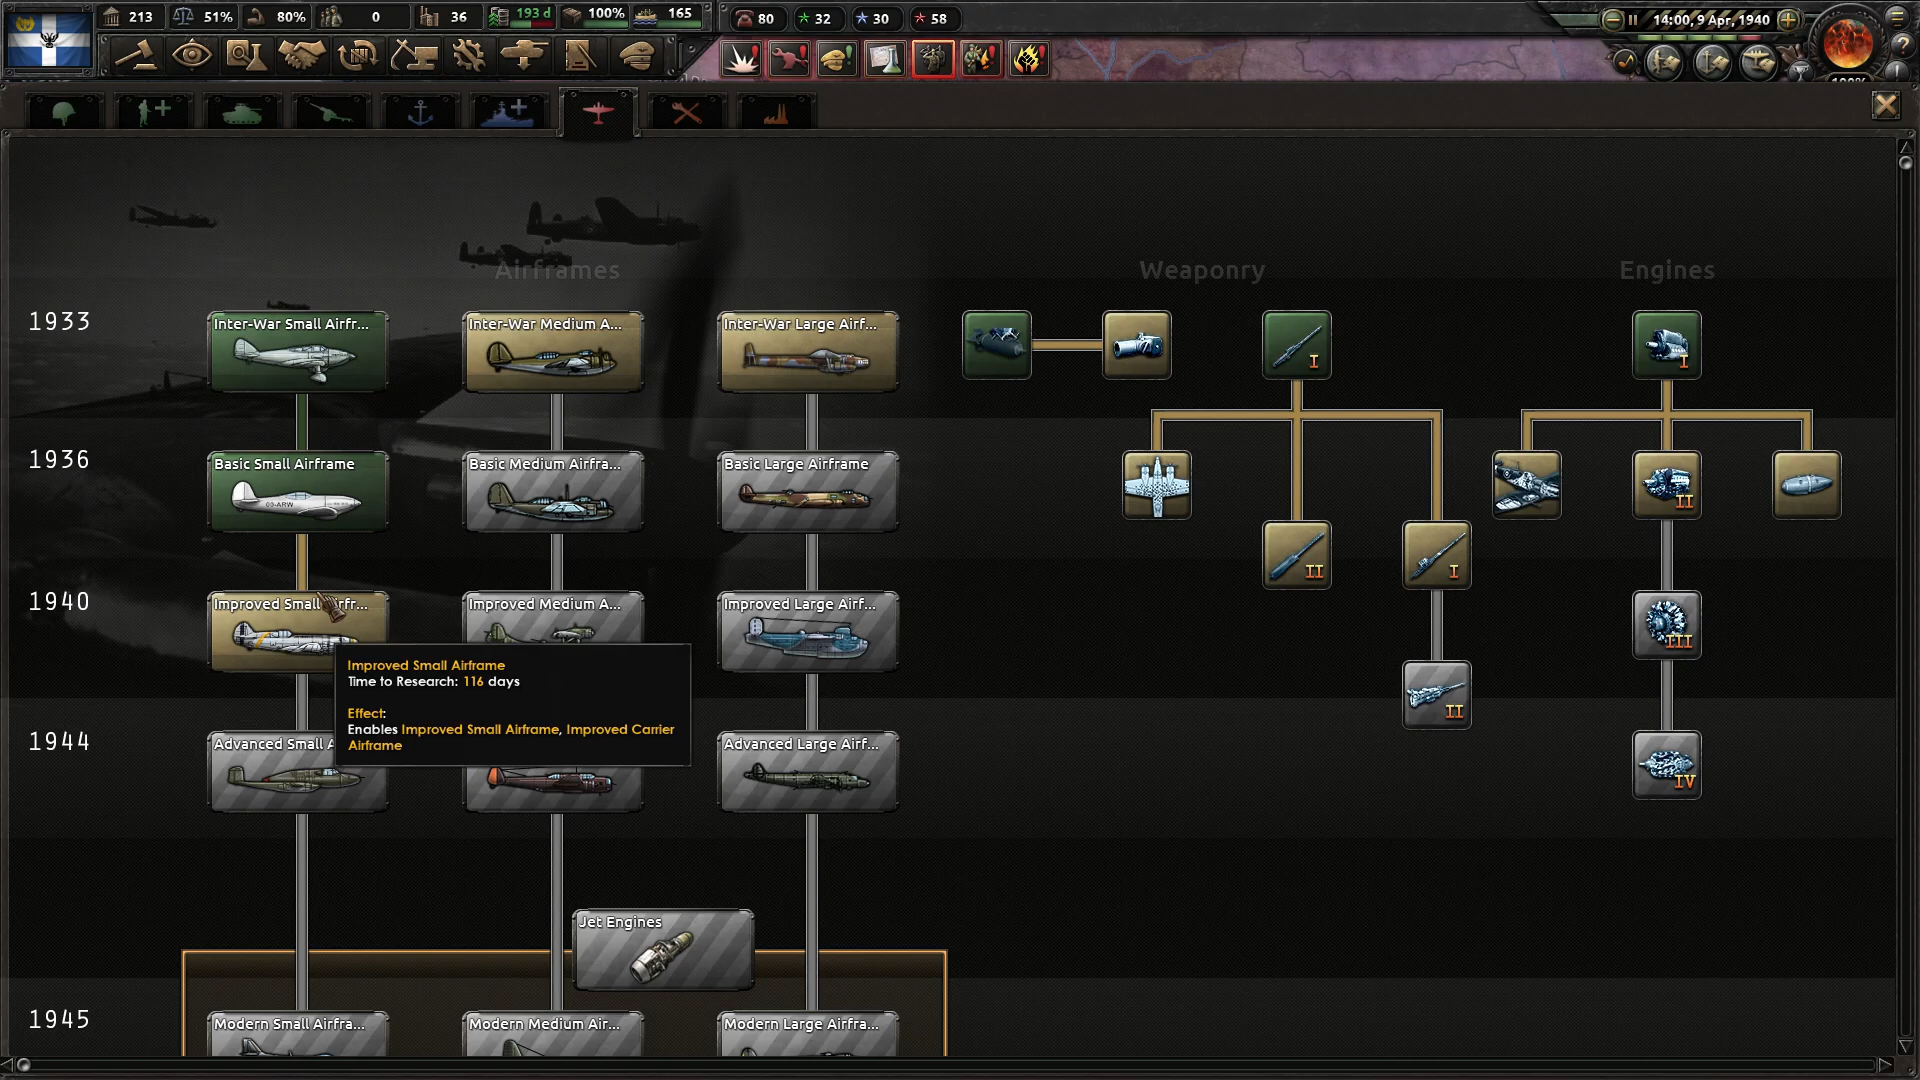 213
51%
80%
0
36
193 d
100%
165
80
32
30
58
14:00, 9 Apr, 1940
100%
Airframes
Weaponry
Engines
1933
Inter-War Small Airfr...
Inter-War Medium A...
Inter-War Large Airf...
I
I
1936
Basic Small Airframe
03-ARW
Basic Medium Airfra...
Basic Large Airframe
II
II
I
1940
Improved Small Airfr...
Improved Medium A...
Improved Large Airf...
III
Improved Small Airframe
Time to Research: 116 days
Effect:
Enables Improved Small Airframe, Improved Carrier
Airframe
II
1944
Advanced Small A
Advanced Large Airf...
IV
Jet Engines
1945
Modern Small Airfra...
Modern Medium Air...
Modern Large Airfra...